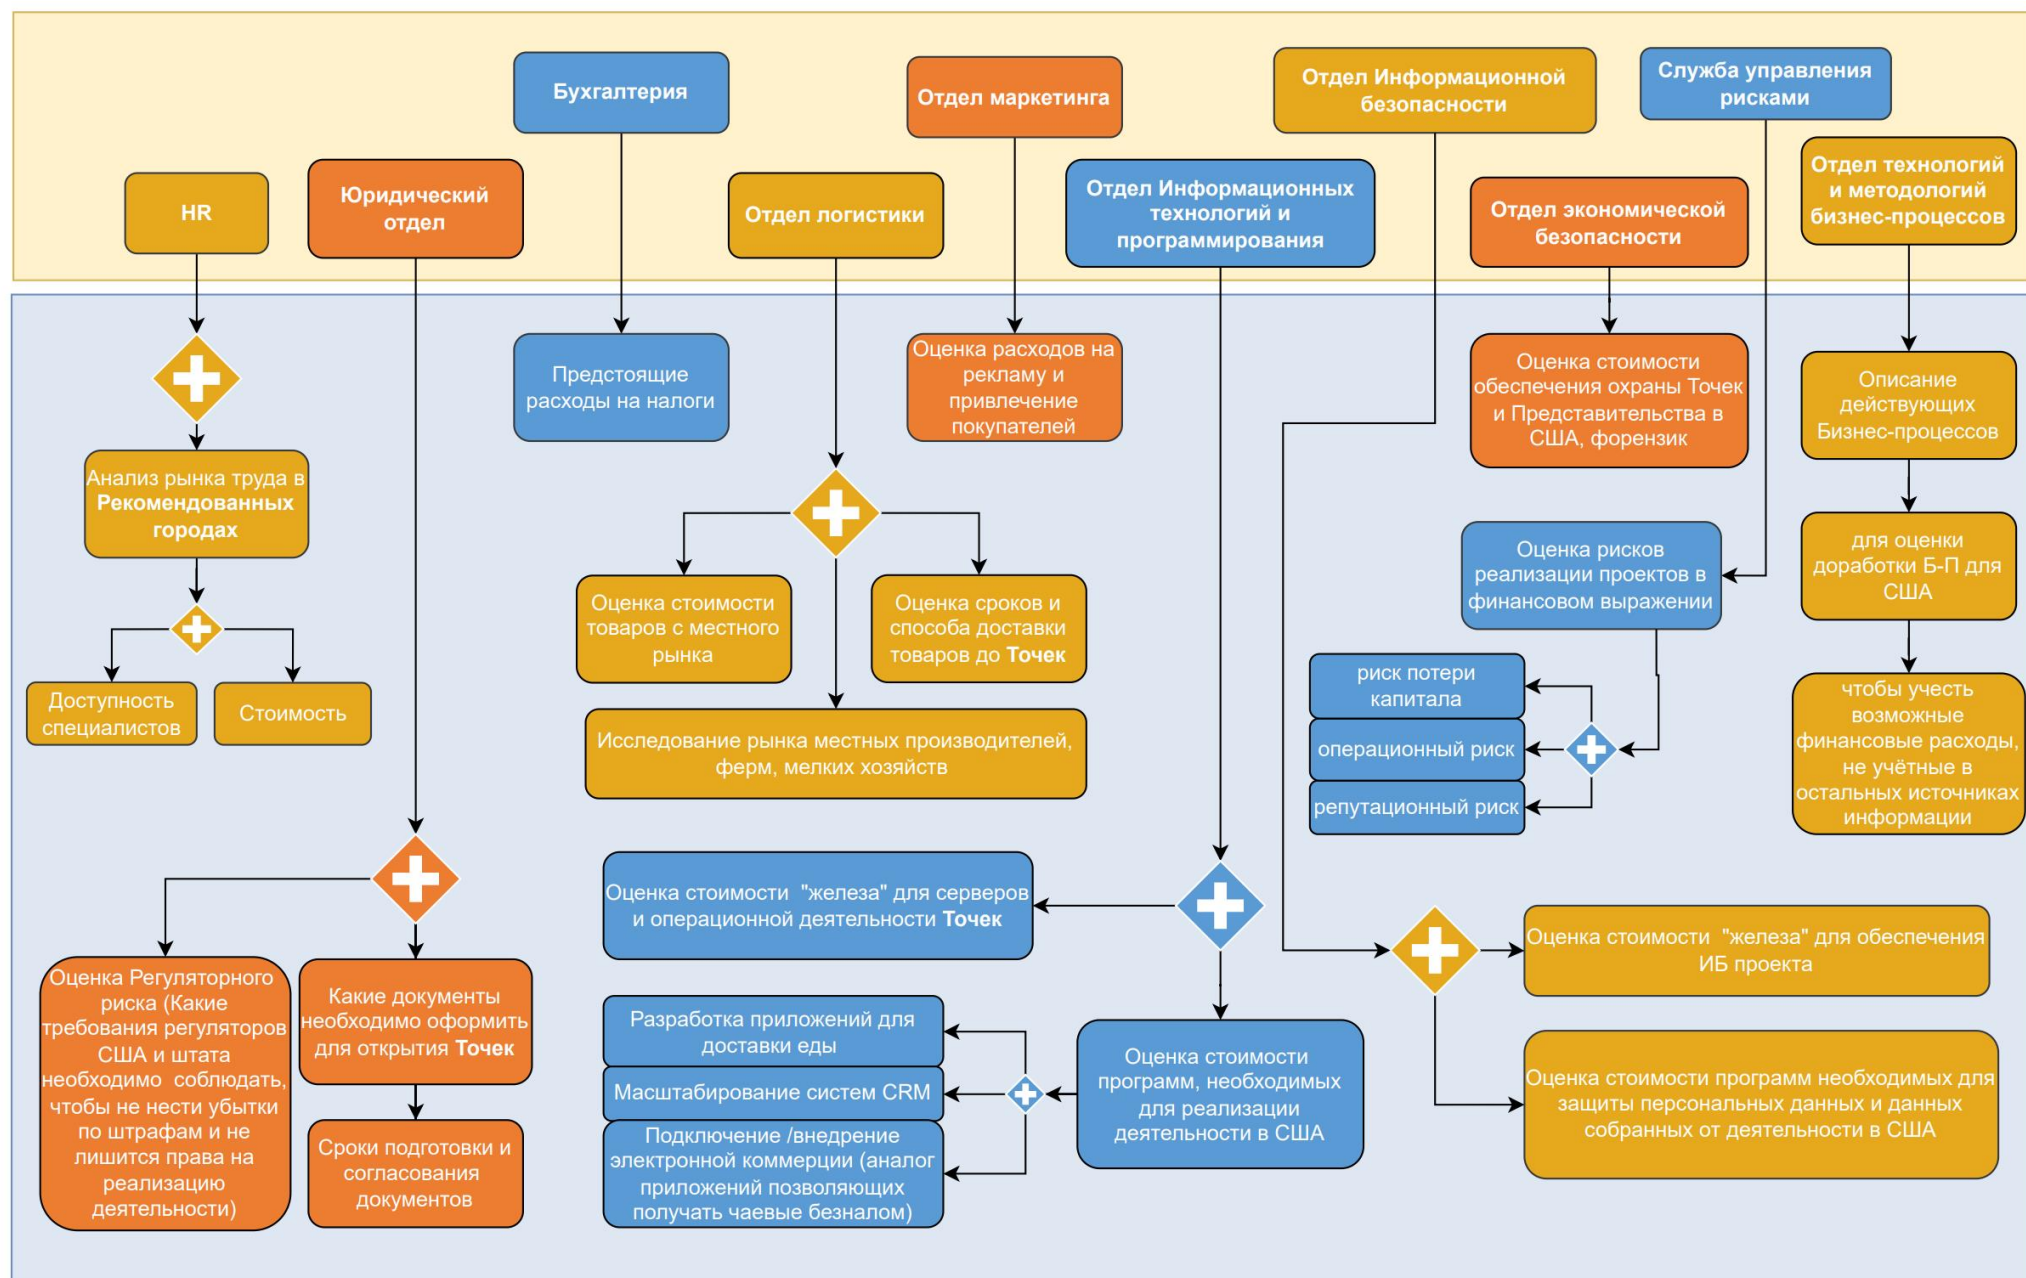 Бухгалтерия
Отдел маркетинга
Отдел Информационной
безопасности
Служба управления
рисками
HR
Юридический
отдел
Отдел логистики
Отдел Информационных
технологий и
программирования
Отдел экономической
безопасности
Отдел технологий
и методологий
бизнес-процессов
Анализ рынка труда в
Рекомендованных
городах
Доступность
специалистов
Стоимость
Предстоящие
расходы на налоги
Оценка расходов на
рекламу и
привлечение
покупателей
Оценка стоимости
обеспечения охраны Точек
и Представительства в
США, форензик
Описание
действующих
Бизнес-процессов
для оценки
доработки Б-П для
США
чтобы учесть
возможные
финансовые расходы,
не учётные в
остальных источниках
информации
Оценка стоимости
товаров с местного
рынка
Оценка сроков и
способа доставки
товаров до Точек
Исследование рынка местных производителей,
ферм, мелких хозяйств
Оценка рисков
реализации проектов в
финансовом выражении
риск потери
капитала
операционный риск
репутационный риск
Оценка Регуляторного
риска (Какие
требования регуляторов
США и штата
необходимо соблюдать,
чтобы не нести убытки
по штрафам и не
лишится права на
реализацию
деятельности)
Какие документы
необходимо оформить
для открытия Точек
Сроки подготовки и
согласования
документов
Оценка стоимости "железа" для серверов
и операционной деятельности Точек
Разработка приложений для
доставки еды
Масштабирование систем CRM
Подключение /внедрение
электронной коммерции (аналог
приложений позволяющих
получать чаевые безналом)
Оценка стоимости
программ, необходимых
для реализации
деятельности в США
Оценка стоимости "железа" для обеспечения
ИБ проекта
Оценка стоимости программ необходимых для
защиты персональных данных и данных
собранных от деятельности в США